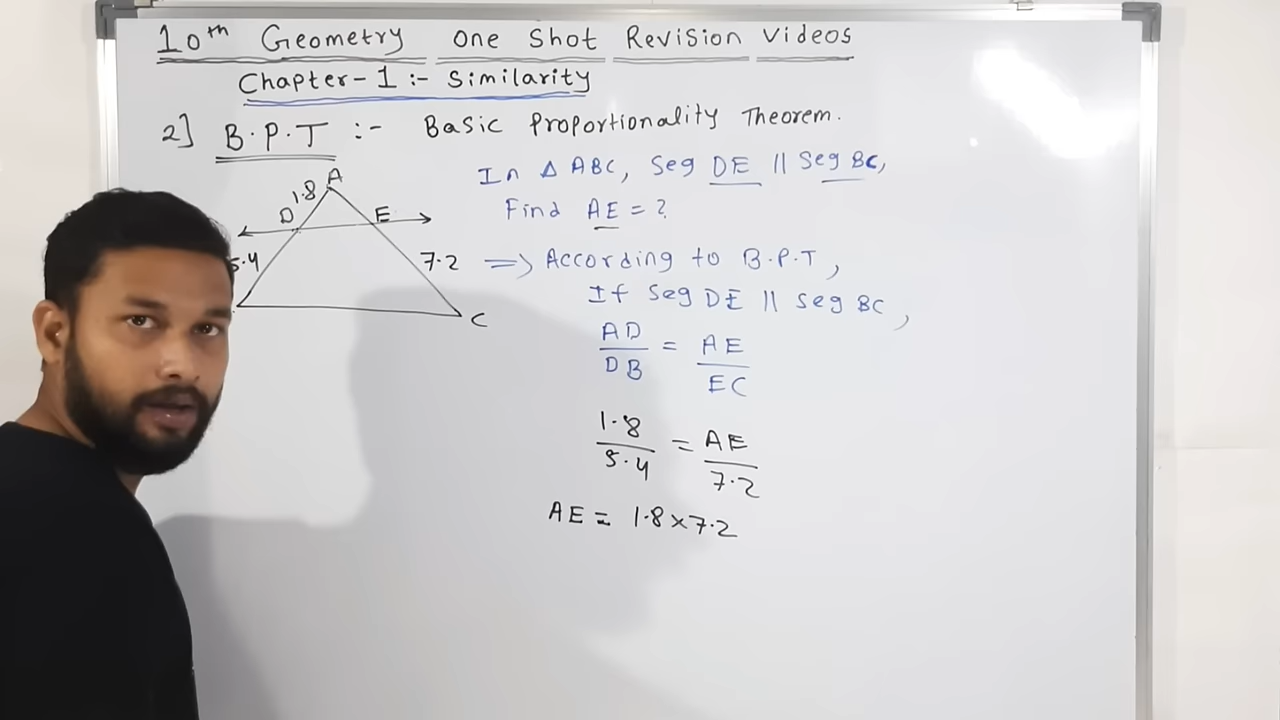 10th Geometry One Shot Revision Videos
Chapter-1 :- Similarity
2] B.P.T :- Basic Proportionality Theorem.
In △ ABC, Seg DE || Seg BC,
Find AE = ?
A
1.8
D
E
5.4
7.2
C
=> According to B.P.T,
If Seg DE || Seg BC,
AD/DB = AE/EC
1.8/5.4 = AE/7.2
AE = 1.8×7.2